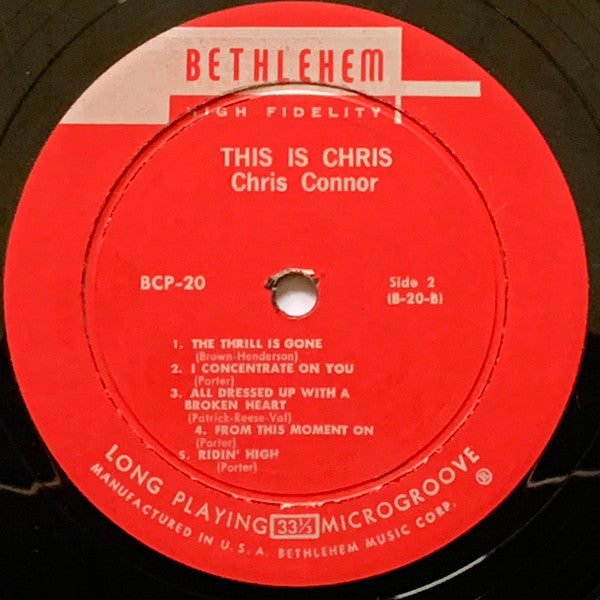 BETHLEHEM
HIGH FIDELITY
THIS IS CHRIS
Chris Connor
BCP-20
Side 2
(B-20-B)
1. THE THRILL IS GONE
(Brown-Henderson)
2. I CONCENTRATE ON YOU
(Porter)
3. ALL DRESSED UP WITH A
BROKEN HEART
(Patrick-Reese-Val)
4. FROM THIS MOMENT ON
(Porter)
5. RIDIN' HIGH
(Porter)
LONG PLAYING 33⅓ MICROGROOVE
MANUFACTURED IN U.S.A. BETHLEHEM MUSIC CORP.